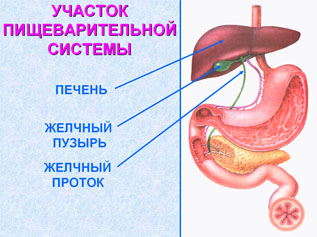 УЧАСТОК
ПИЩЕВАРИТЕЛЬНОЙ
СИСТЕМЫ
ПЕЧЕНЬ
ЖЕЛЧНЫЙ
ПУЗЫРЬ
ЖЕЛЧНЫЙ
ПРОТОК